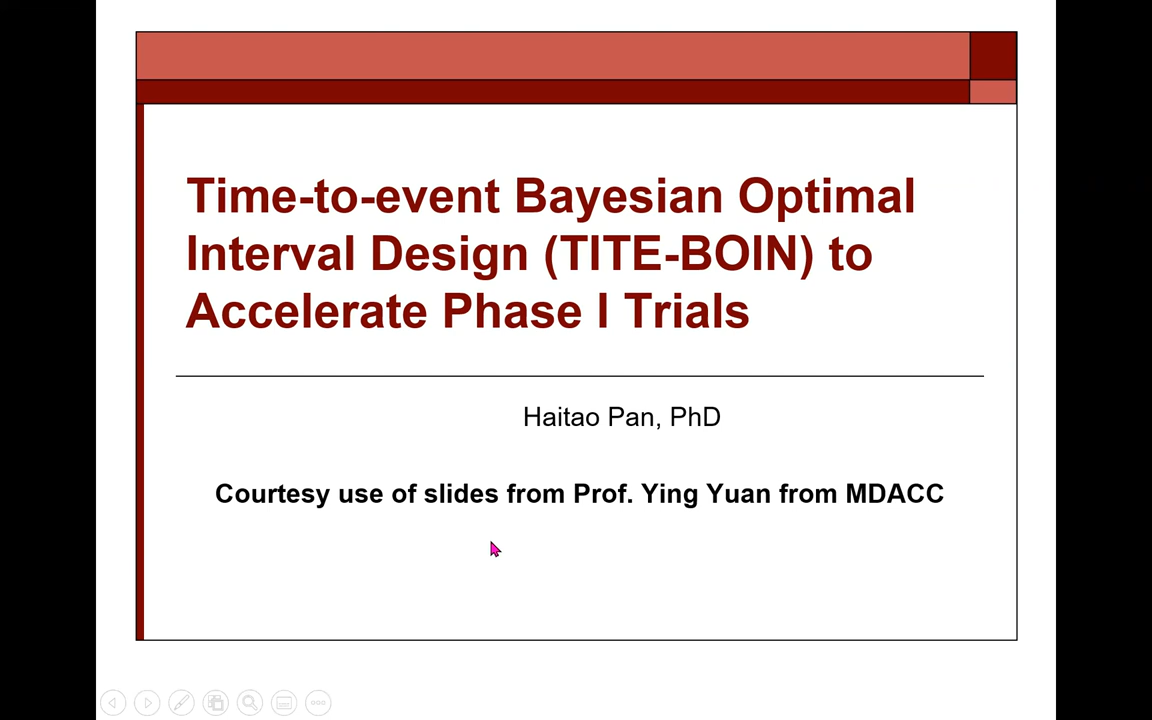 Time-to-event Bayesian Optimal
Interval Design (TITE-BOIN) to
Accelerate Phase I Trials
Haitao Pan, PhD
Courtesy use of slides from Prof. Ying Yuan from MDACC